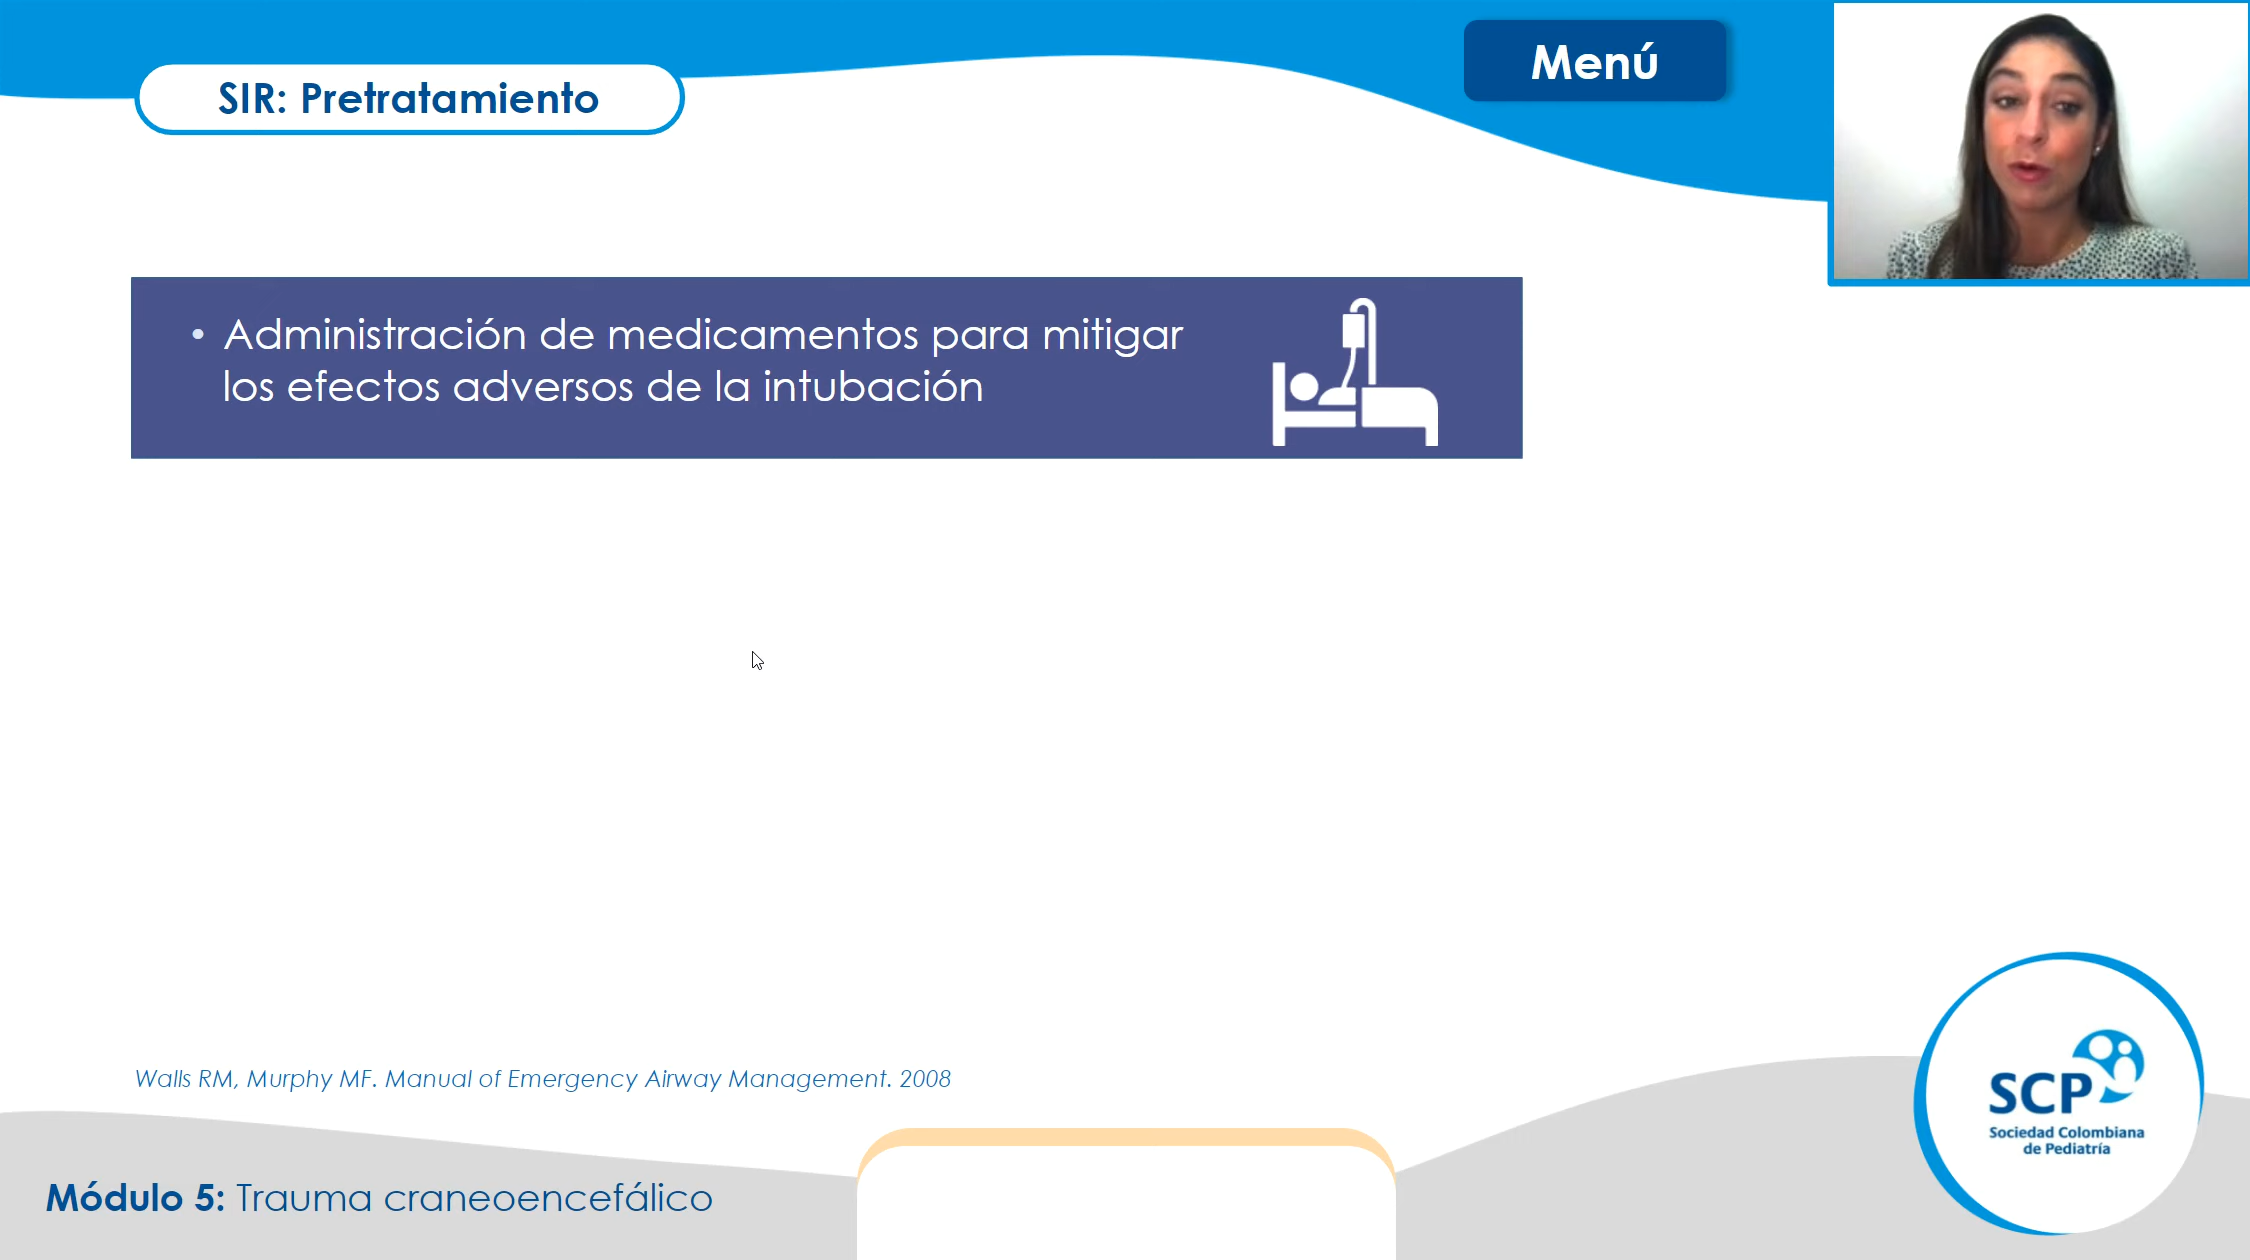 Menú
SIR: Pretratamiento
• Administración de medicamentos para mitigar
los efectos adversos de la intubación
Walls RM, Murphy MF. Manual of Emergency Airway Management. 2008
SCP
Sociedad Colombiana
de Pediatría
Módulo 5: Trauma craneoencefálico